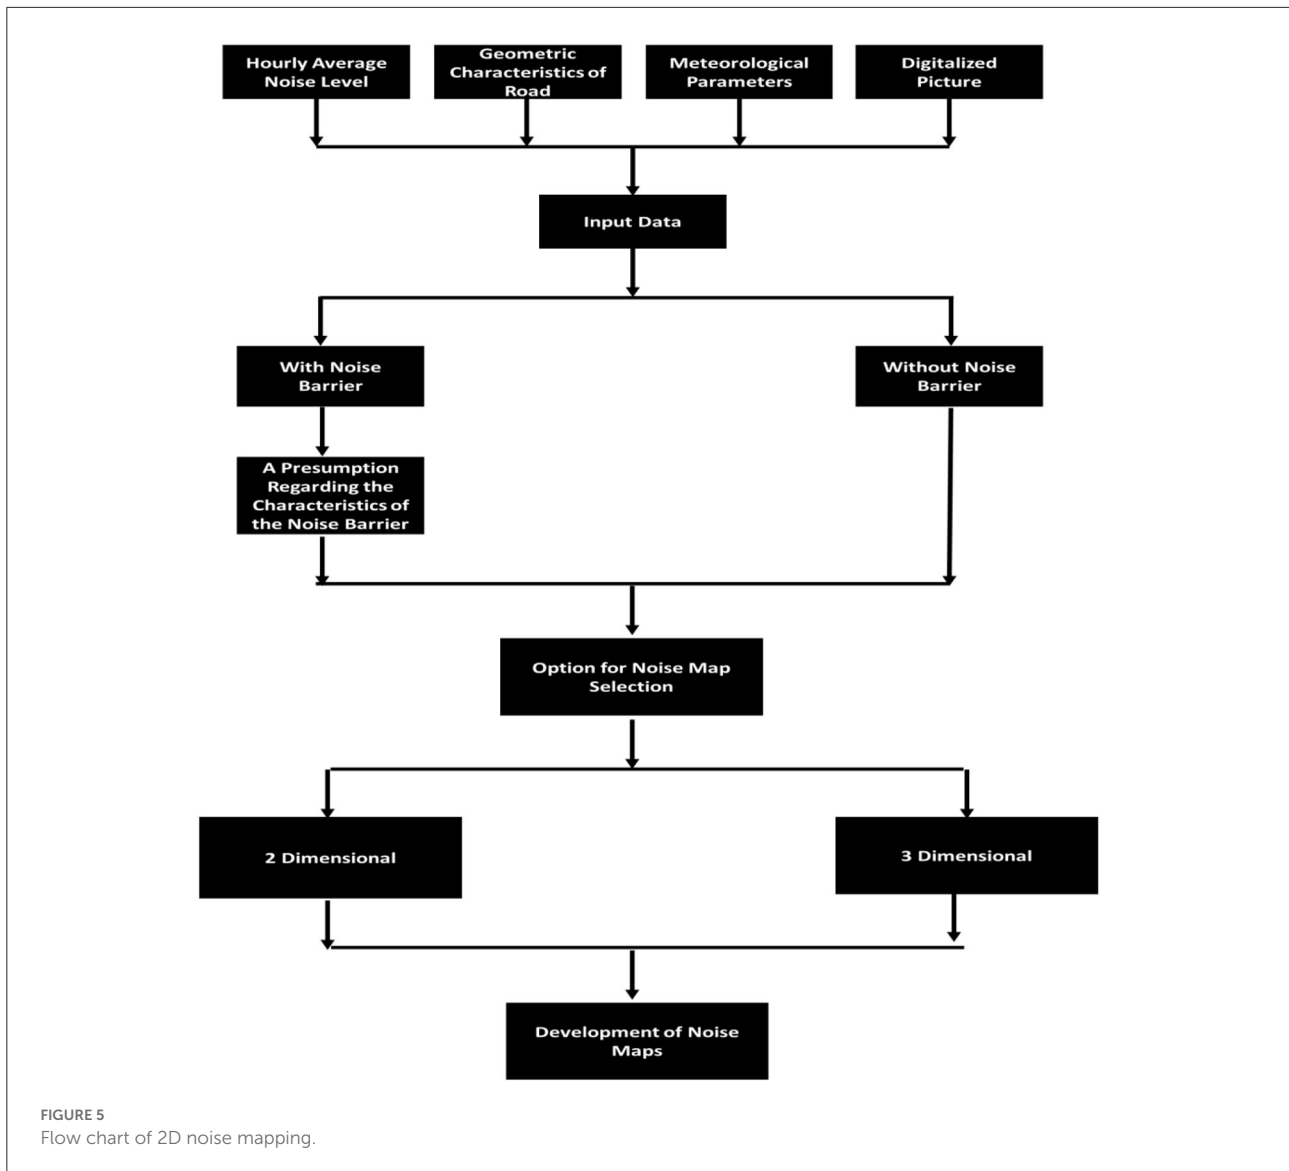 Hourly Average
Noise Level
Geometric
Characteristics of
Road
Meteorological
Parameters
Digitalized
Picture
Input Data
With Noise
Barrier
Without Noise
Barrier
A Presumption
Regarding the
Characteristics of
the Noise Barrier
Option for Noise Map
Selection
2 Dimensional
3 Dimensional
Development of Noise
Maps
FIGURE 5
Flow chart of 2D noise mapping.